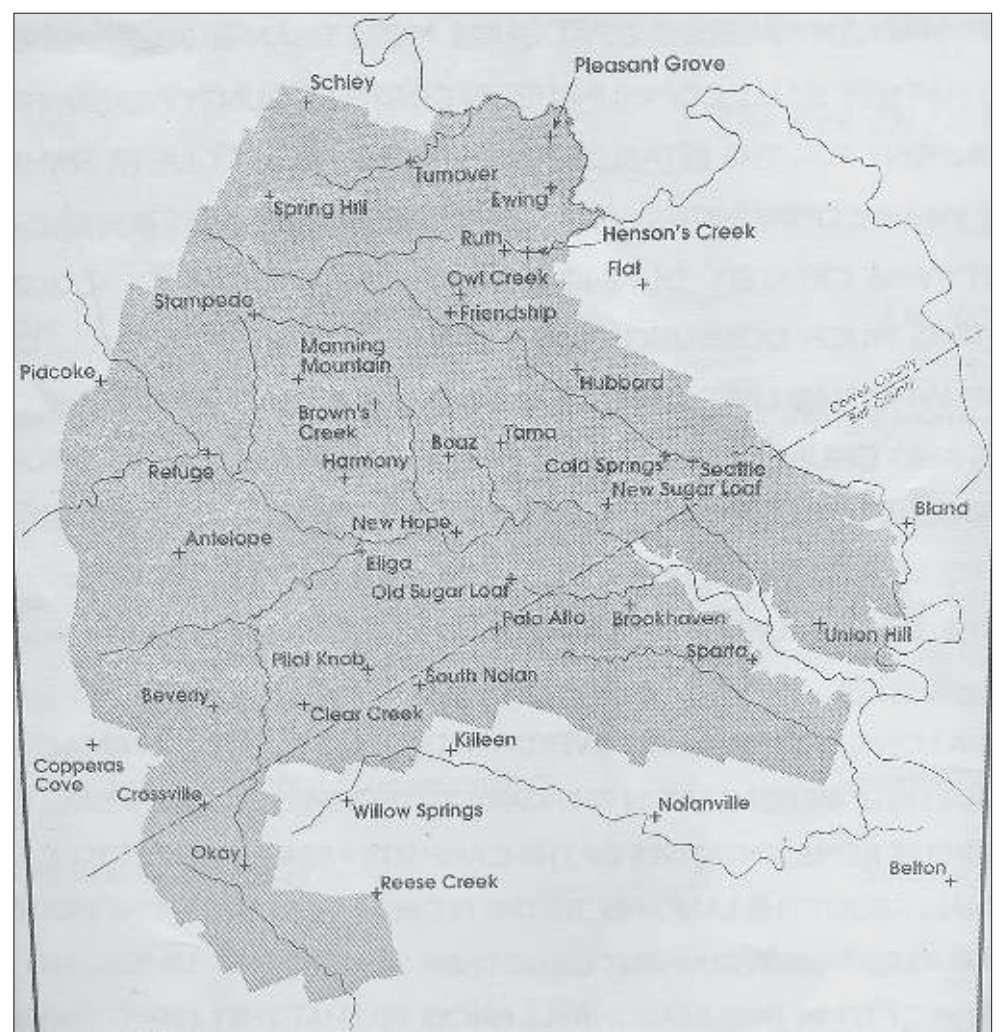 Pleasant Grove
Schley
Turnover
Ewing
Spring Hill
Ruth
Henson's Creek
Flat
Owl Creek
Stampede
Friendship
Manning
Mountain
Piacoke
Hubbard
Brown's
Creek
Coryell County
Bell County
Boaz
Tama
Harmony
Cold Springs
Seattle
Refuge
New Sugar Loaf
Bland
New Hope
Antelope
Eliga
Old Sugar Loaf
Palo Alto
Brookhaven
Union Hill
Sparta
Pilot Knob
South Nolan
Beverly
Clear Creek
Killeen
Copperas
Cove
Crossville
Willow Springs
Nolanville
Okay
Belton
Reese Creek